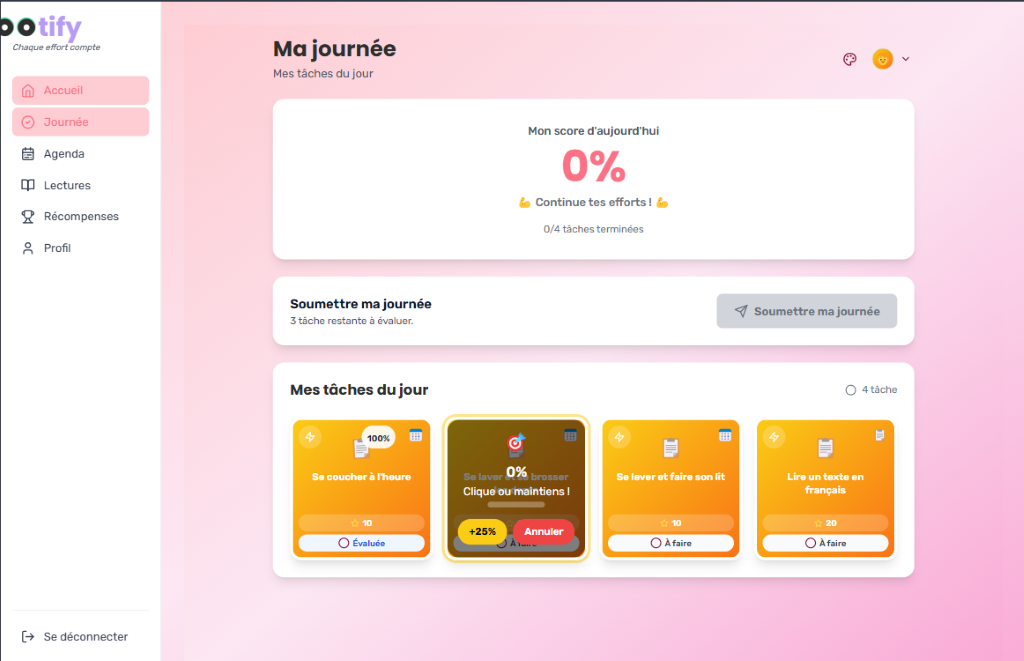 ootify
Chaque effort compte
Accueil
Journée
Agenda
Lectures
Récompenses
Profil
Se déconnecter
Ma journée
Mes tâches du jour
Mon score d'aujourd'hui
0%
💪 Continue tes efforts ! 💪
0/4 tâches terminées
Soumettre ma journée
3 tâche restante à évaluer.
Soumettre ma journée
Mes tâches du jour
4 tâche
100%
Se coucher à l'heure
10
Évaluée
0%
Se laver et se brosser
Clique ou maintiens !
+25%
Annuler
À faire
Se lever et faire son lit
10
À faire
Lire un texte en
français
20
À faire